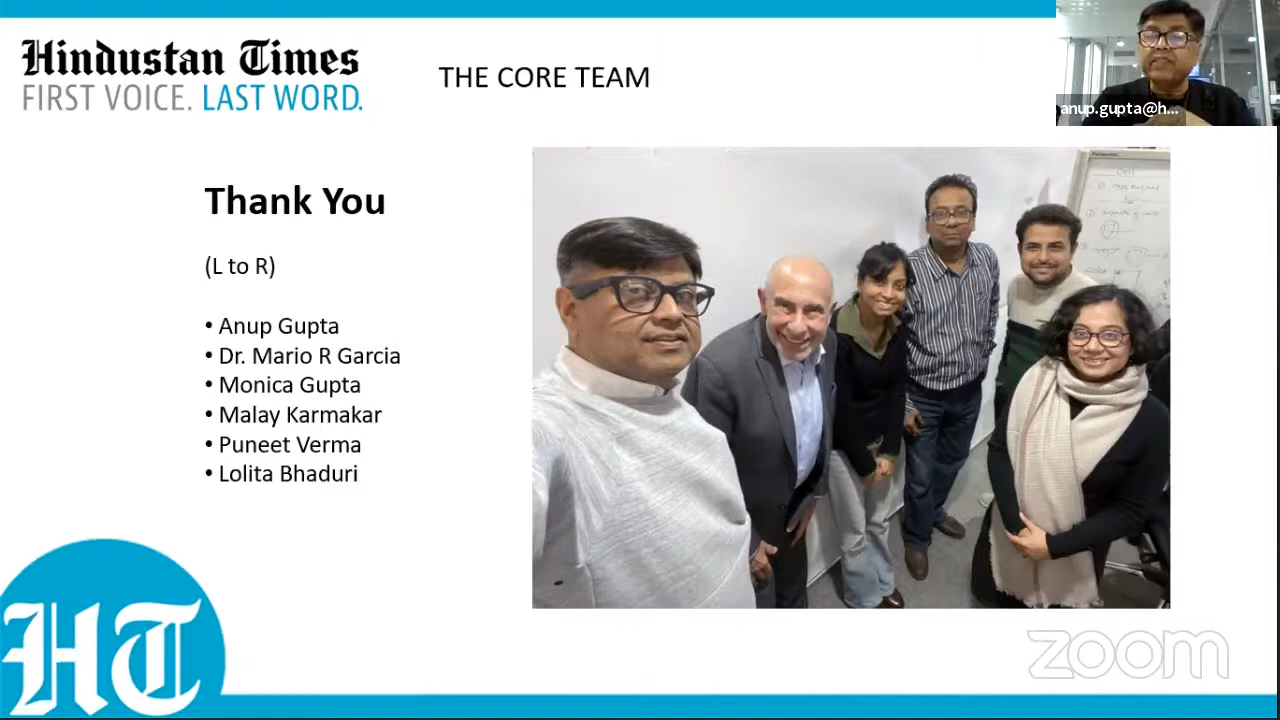 Hindustan Times
FIRST VOICE. LAST WORD.
THE CORE TEAM
anup.gupta@h...
Thank You
(L to R)
• Anup Gupta
• Dr. Mario R Garcia
• Monica Gupta
• Malay Karmakar
• Puneet Verma
• Lolita Bhaduri
Panasonic
HT
zoom